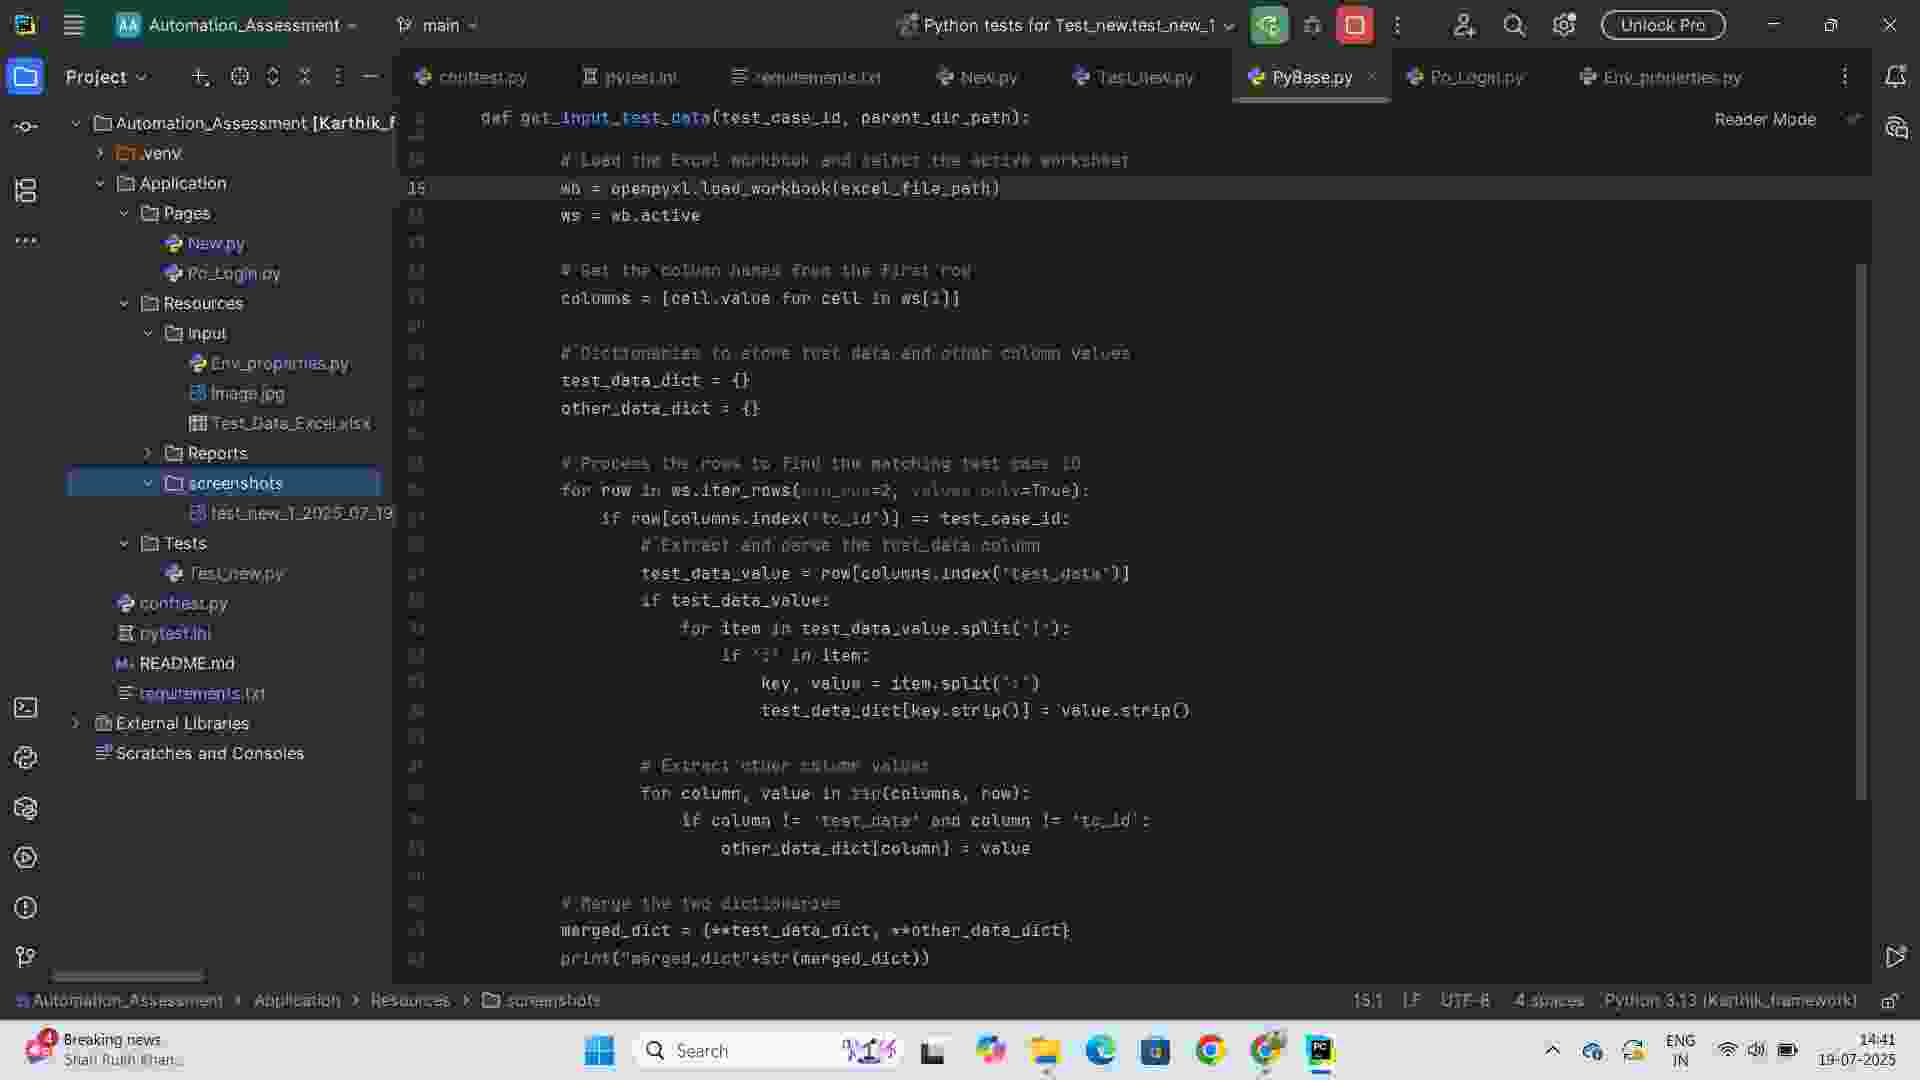 AA Automation_Assessment main Python tests for Test_new.test_new_1 Unlock Pro
Project conftest.py pytest.ini requirements.txt New.py Test_new.py PyBase.py Po_Login.py Env_properties.py
Reader Mode
Automation_Assessment [Karthik_f
.venv
Application
Pages
New.py
Po_Login.py
Resources
Input
Env_properties.py
Image.jpg
Test_Data_Excel.xlsx
Reports
screenshots
test_new_1_2025_07_19
Tests
Test_new.py
conftest.py
pytest.ini
README.md
requirements.txt
External Libraries
Scratches and Consoles
def get_input_test_data(test_case_id, parent_dir_path):
# Load the Excel workbook and select the active worksheet
15 wb = openpyxl.load_workbook(excel_file_path)
ws = wb.active
# Get the column names from the first row
columns = [cell.value for cell in ws[1]]
# Dictionaries to store test data and other column values
test_data_dict = {}
other_data_dict = {}
# Process the rows to find the matching test case ID
for row in ws.iter_rows(min_row=2, values_only=True):
if row[columns.index('tc_id')] == test_case_id:
# Extract and parse the test_data column
test_data_value = row[columns.index('test_data')]
if test_data_value:
for item in test_data_value.split('|'):
if ':' in item:
key, value = item.split(':')
test_data_dict[key.strip()] = value.strip()
# Extract other column values
for column, value in zip(columns, row):
if column != 'test_data' and column != 'tc_id':
other_data_dict[column] = value
# Merge the two dictionaries
merged_dict = {**test_data_dict, **other_data_dict}
print("merged_dict"+str(merged_dict))
Automation_Assessment > Application > Resources > screenshots 15:1 LF UTF-8 4 spaces Python 3.13 (Karthik_framework)
4 Breaking news
Shah Rukh Khan...
Search
PC
ENG
IN
14:41
19-07-2025